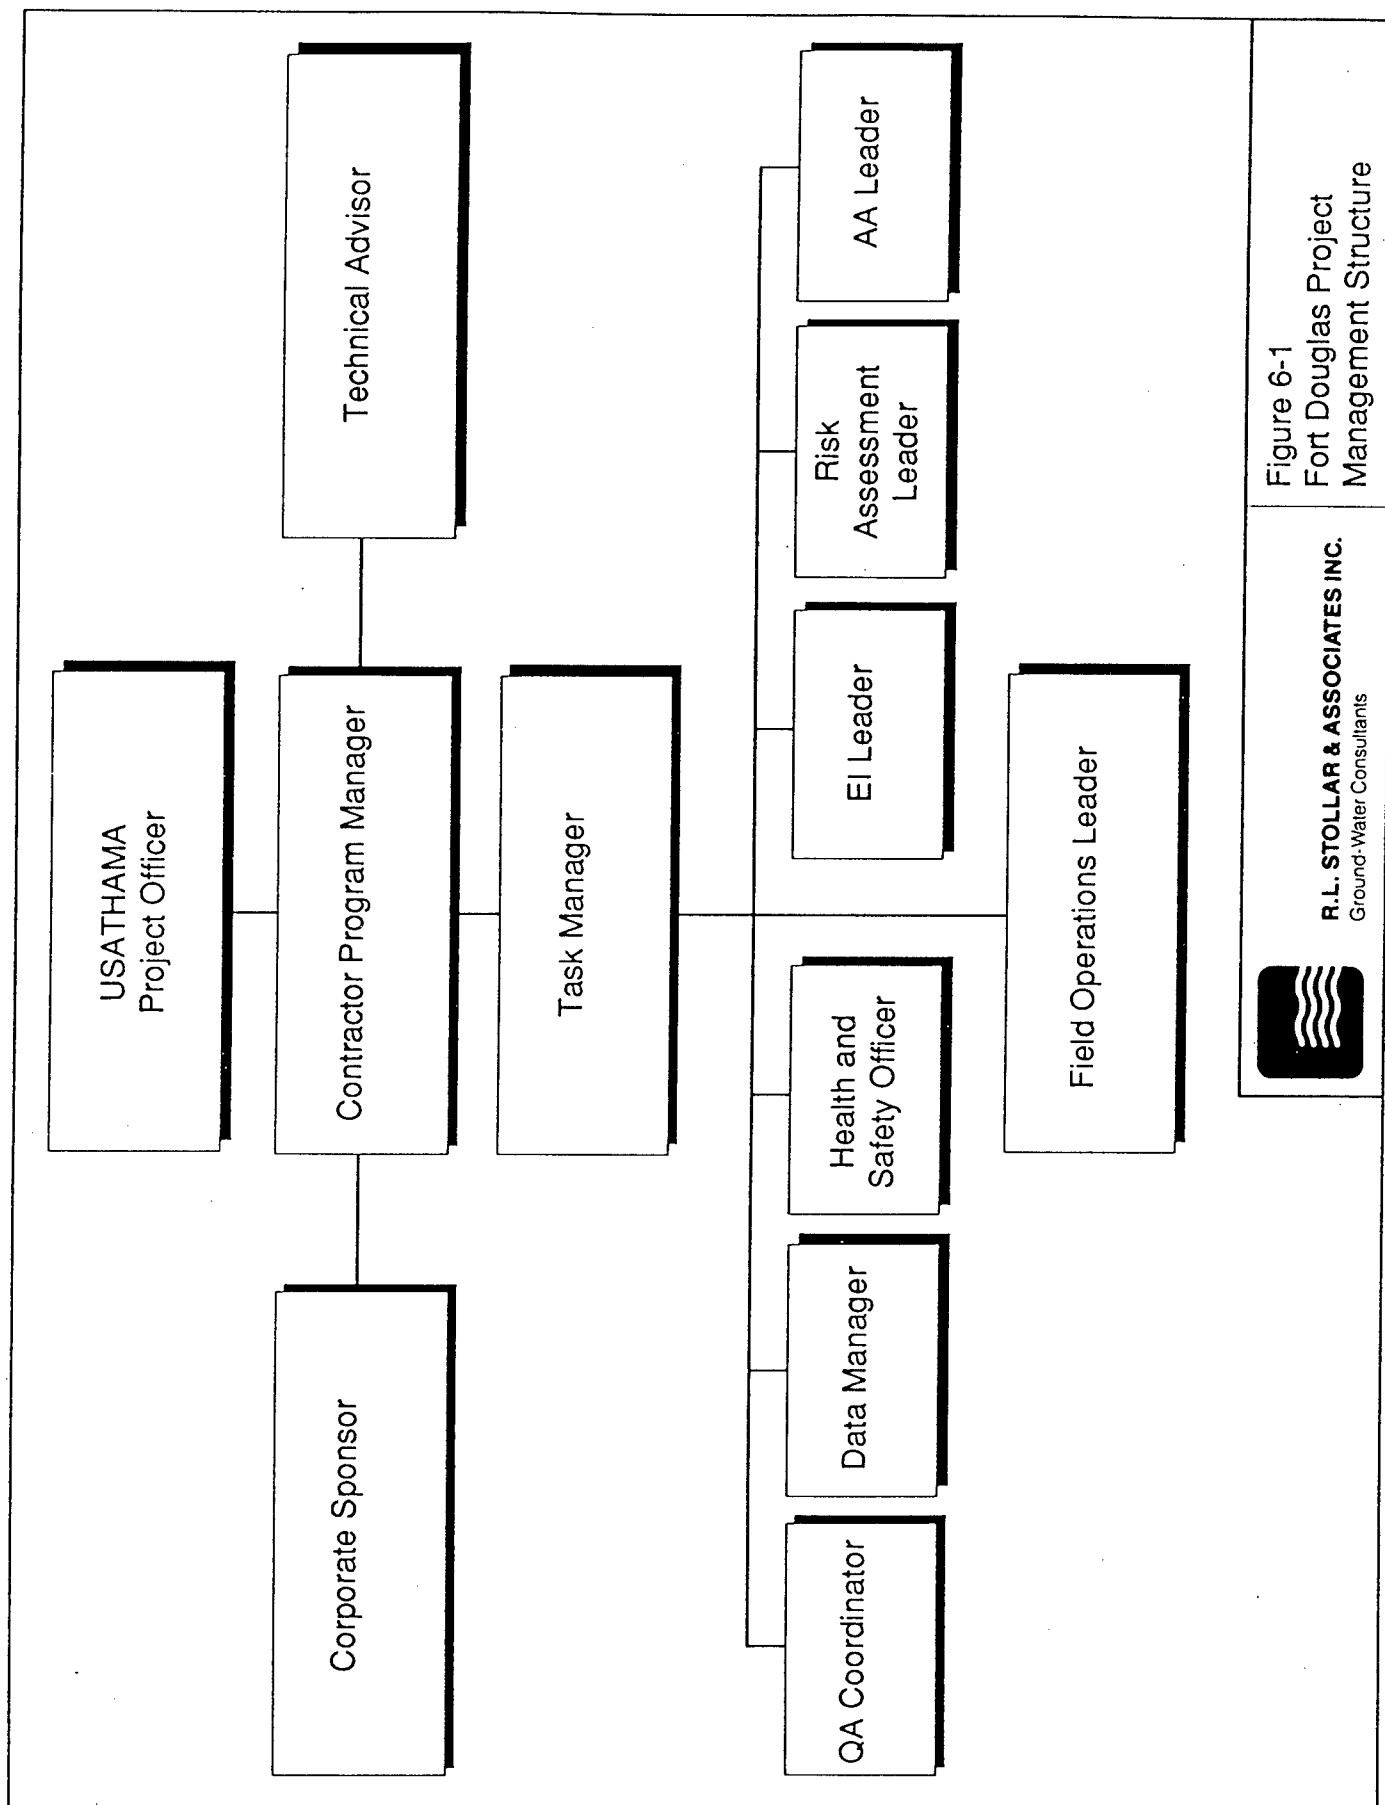 USATHAMA
Project Officer
Corporate Sponsor
Contractor Program Manager
Technical Advisor
Task Manager
QA Coordinator
Data Manager
Health and
Safety Officer
EI Leader
Risk
Assessment
Leader
AA Leader
Field Operations Leader
R.L. STOLLAR & ASSOCIATES INC.
Ground-Water Consultants
Figure 6-1
Fort Douglas Project
Management Structure